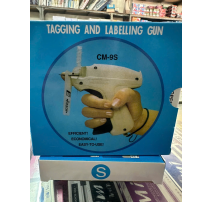 TAGGING AND LABELLING GUN
CM-9S
EFFICIENT!
ECONOMICAL!
EASY-TO-USE!
S